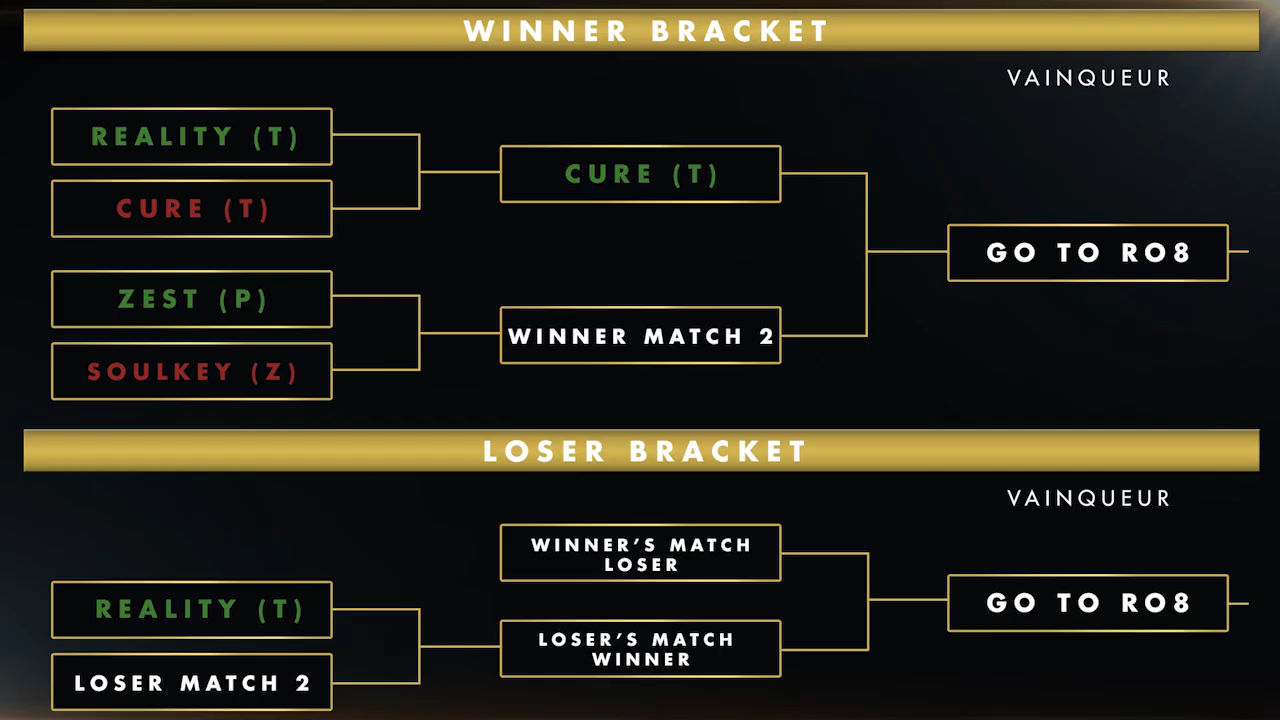 WINNER BRACKET
VAINQUEUR
REALITY (T)
CURE (T)
CURE (T)
GO TO RO8
ZEST (P)
WINNER MATCH 2
SOULKEY (Z)
LOSER BRACKET
VAINQUEUR
WINNER'S MATCH
LOSER
REALITY (T)
GO TO RO8
LOSER'S MATCH
WINNER
LOSER MATCH 2